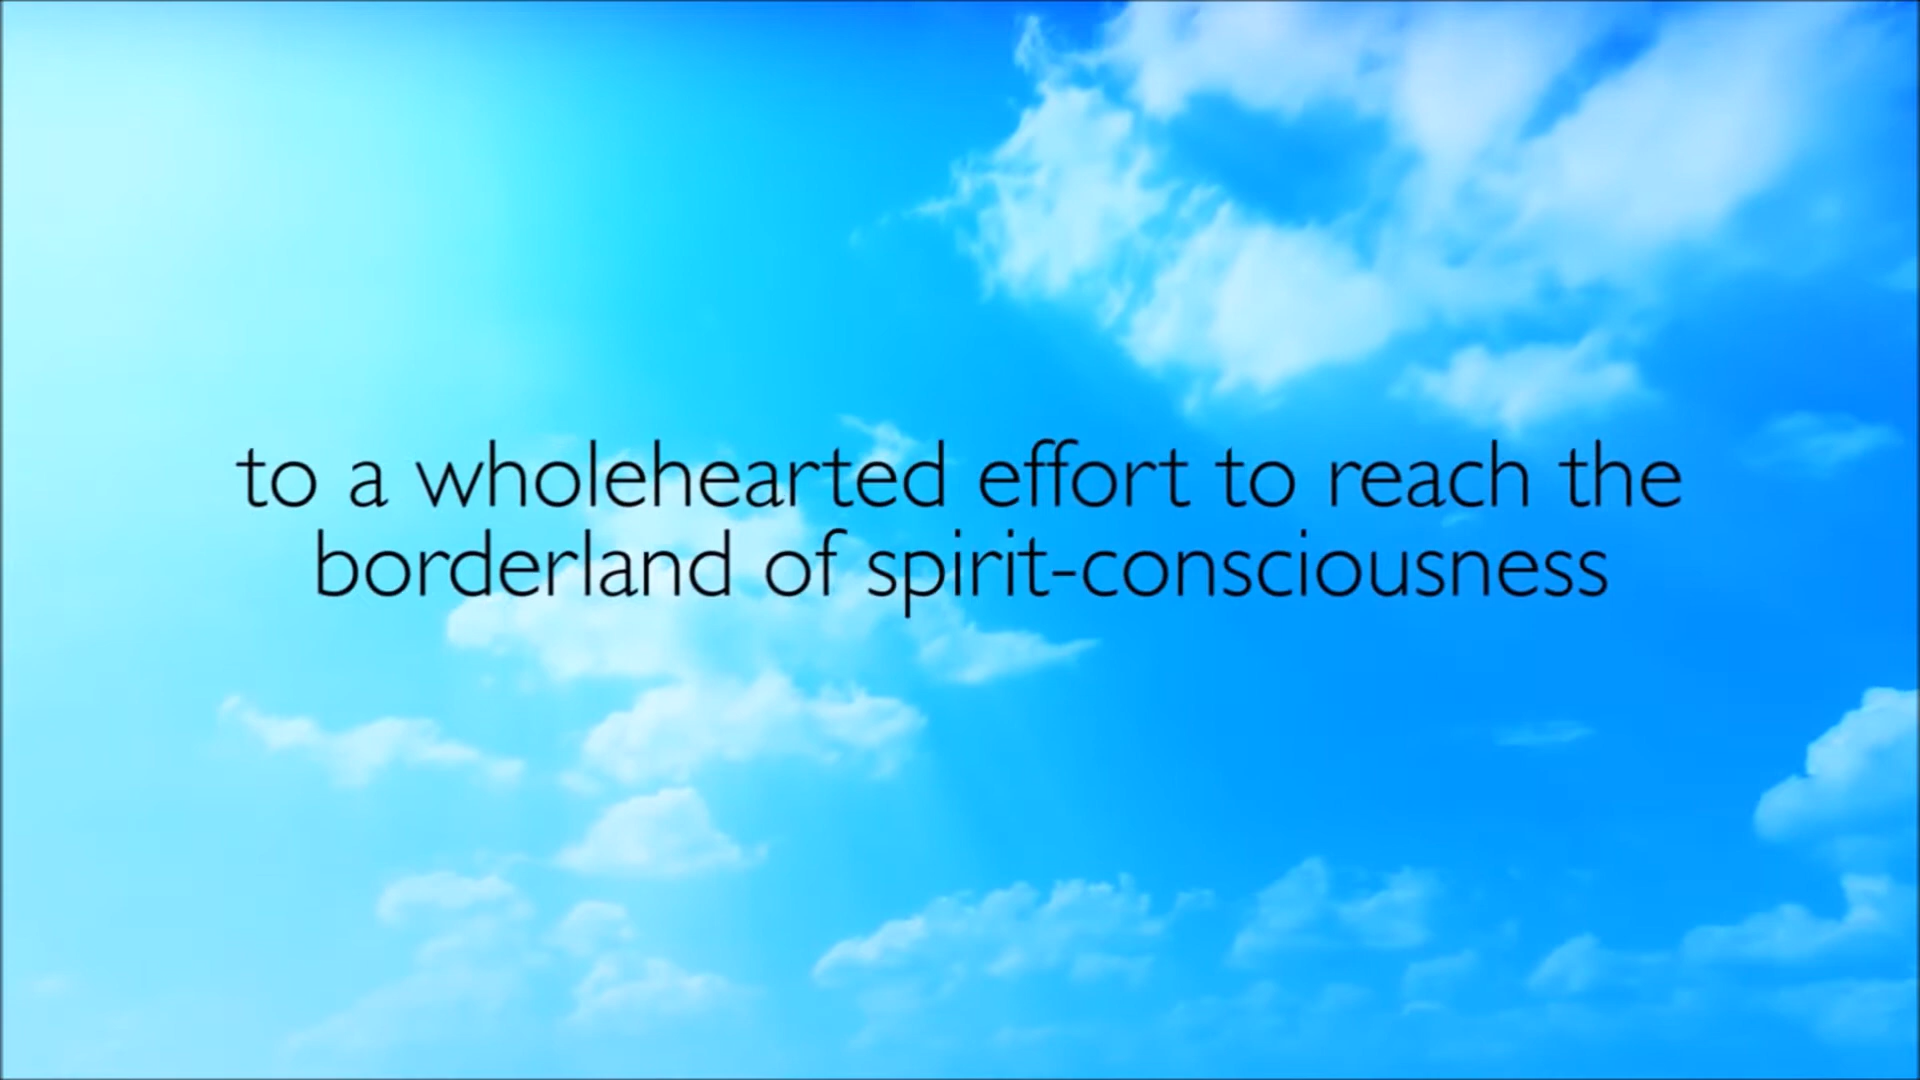 to a wholehearted effort to reach the
borderland of spirit-consciousness